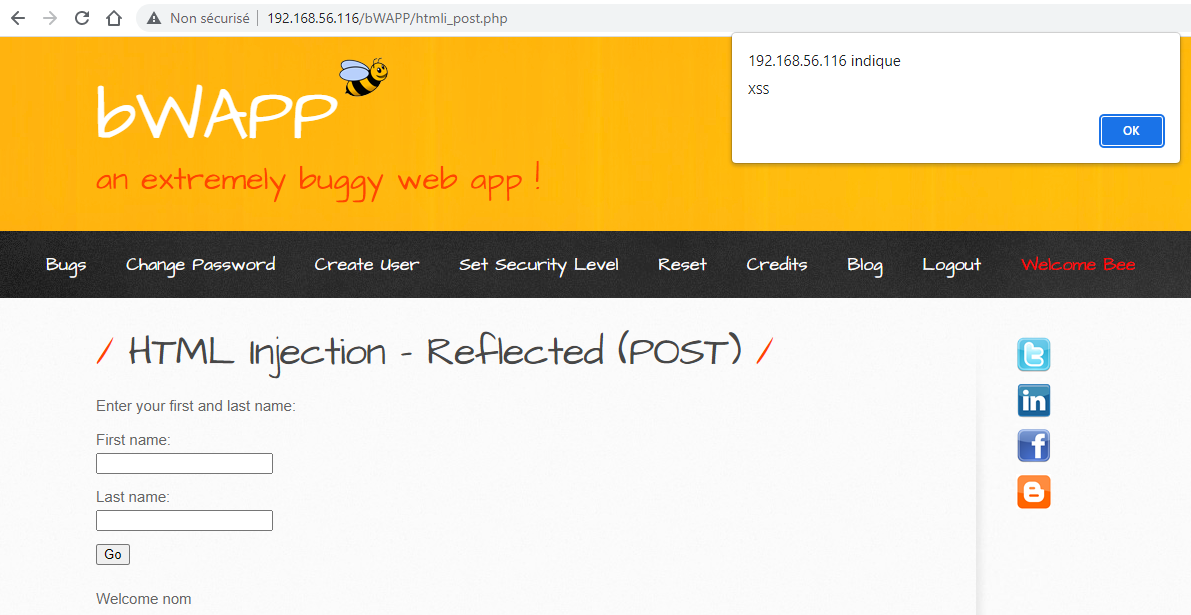 Non sécurisé | 192.168.56.116/bWAPP/htmli_post.php
192.168.56.116 indique
XSS
OK
bWAPP
an extremely buggy web app !
Bugs Change Password Create User Set Security Level Reset Credits Blog Logout Welcome Bee
/ HTML Injection - Reflected (POST) /
Enter your first and last name:
First name:
Last name:
Go
Welcome nom